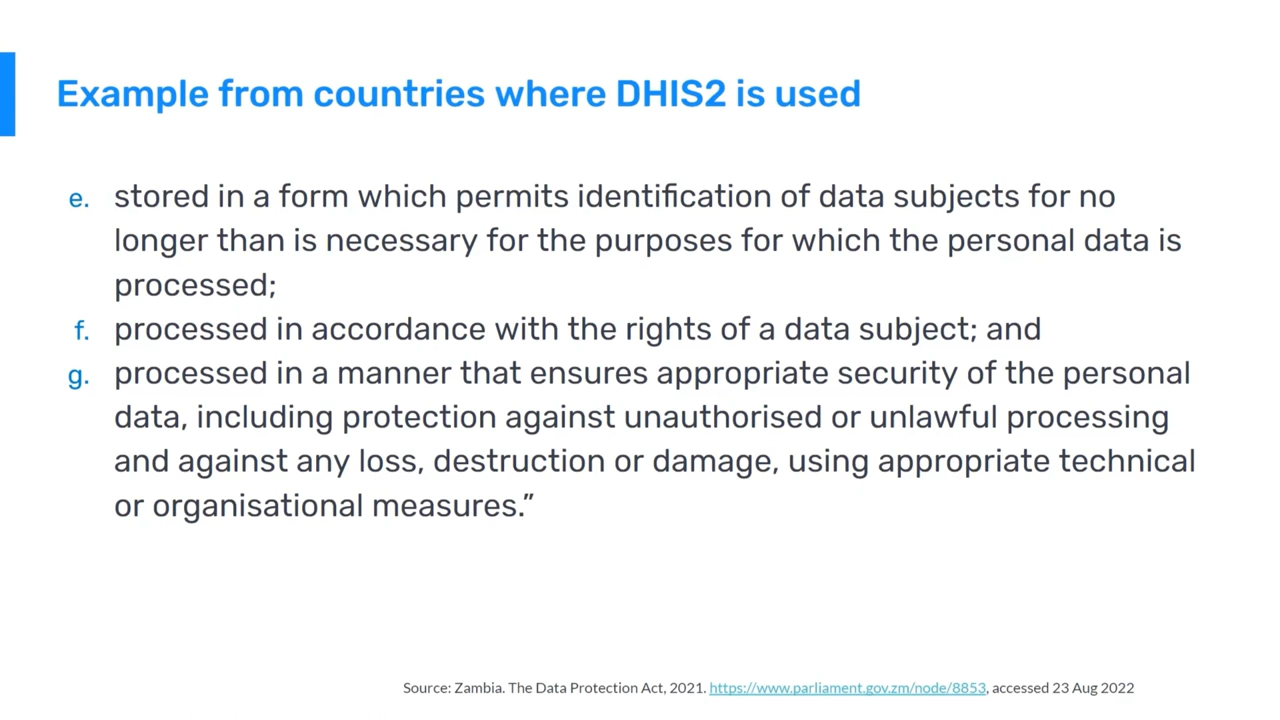 Example from countries where DHIS2 is used
e. stored in a form which permits identification of data subjects for no
longer than is necessary for the purposes for which the personal data is
processed;
f. processed in accordance with the rights of a data subject; and
g. processed in a manner that ensures appropriate security of the personal
data, including protection against unauthorised or unlawful processing
and against any loss, destruction or damage, using appropriate technical
or organisational measures.”
Source: Zambia. The Data Protection Act, 2021. https://www.parliament.gov.zm/node/8853, accessed 23 Aug 2022